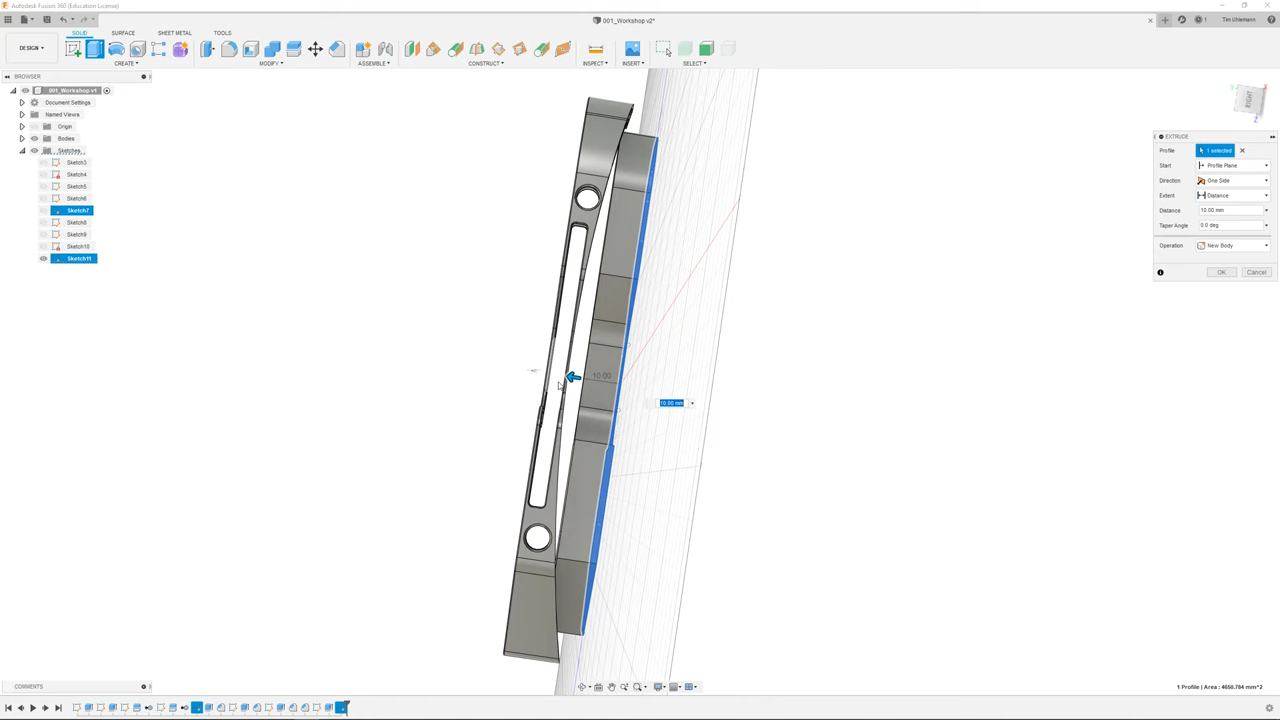 Autodesk Fusion 360 (Education License)
001_Workshop v2*
1
Tim Uhlemann
DESIGN
SOLID
SURFACE
SHEET METAL
TOOLS
CREATE
MODIFY
ASSEMBLE
CONSTRUCT
INSPECT
INSERT
SELECT
BROWSER
001_Workshop v1
Document Settings
Named Views
Origin
Bodies
Sketches
Sketch3
Sketch4
Sketch5
Sketch6
Sketch7
Sketch8
Sketch9
Sketch10
Sketch11
RIGHT
Z
EXTRUDE
Profile 1 selected
Start Profile Plane
Direction One Side
Extent Distance
Distance 10.00 mm
Taper Angle 0.0 deg
Operation New Body
OK Cancel
10.00
10.00 mm
COMMENTS
1 Profile | Area : 4658.784 mm^2